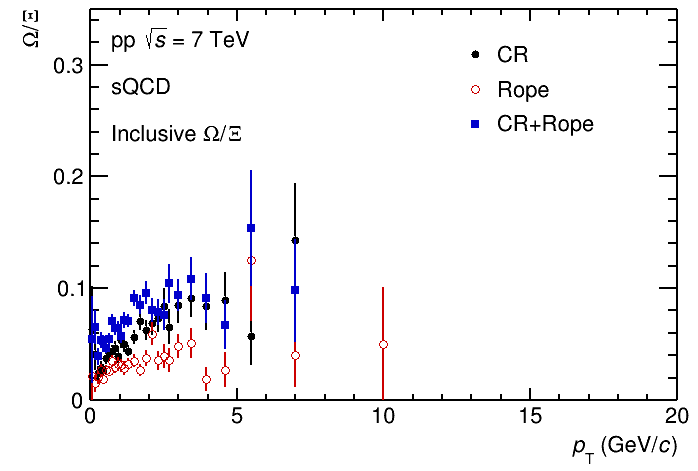 Ω/Ξ
pp √s = 7 TeV
sQCD
Inclusive Ω/Ξ
CR
Rope
CR+Rope
0.3
0.2
0.1
0
0 5 10 15 20
p_T (GeV/c)